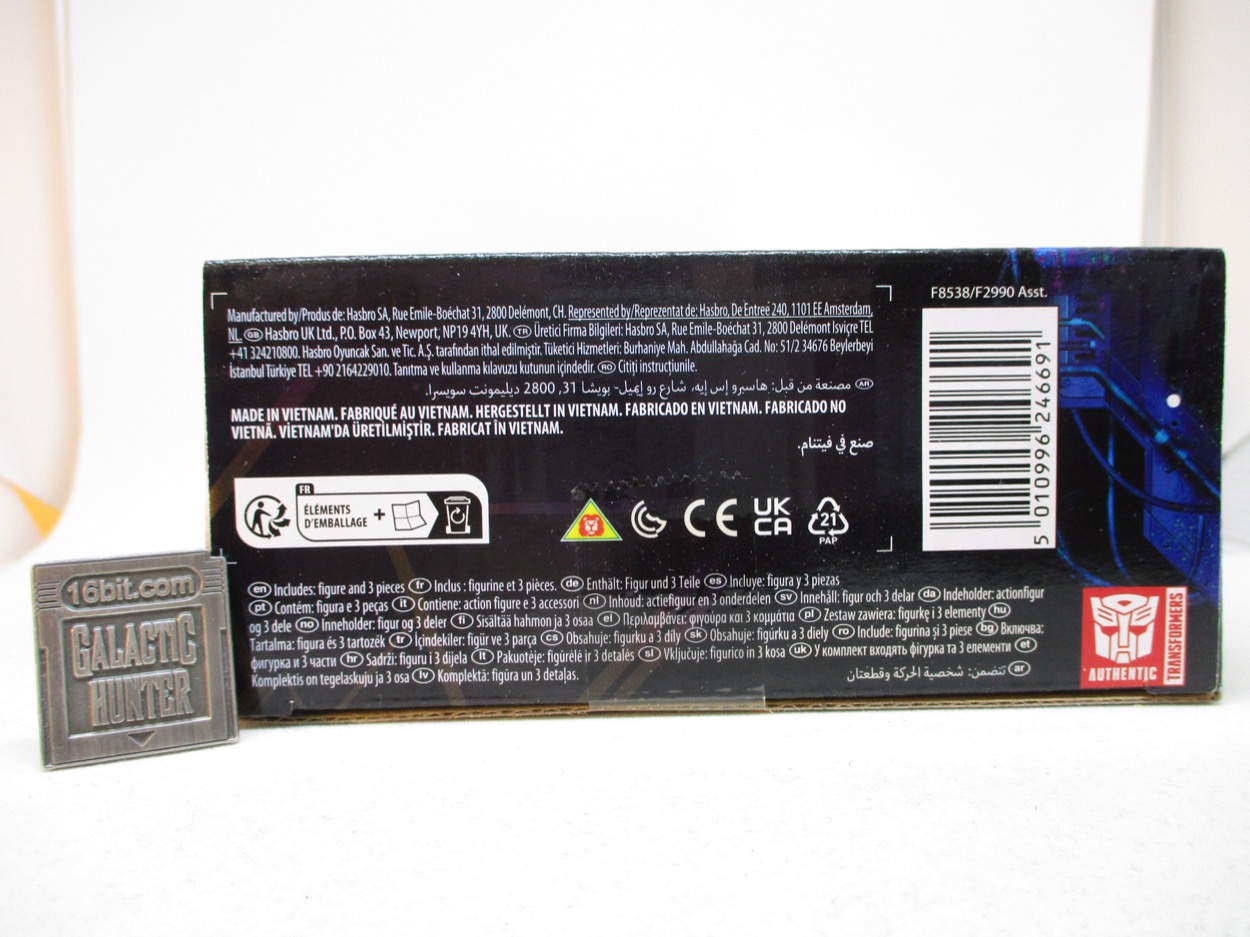 Manufactured by/Produs de: Hasbro SA, Rue Emile-Boéchat 31, 2800 Delémont, CH. Represented by/Reprezentat de: Hasbro, De Entree 240, 1101 EE Amsterdam,
NL. GB Hasbro UK Ltd., P.O. Box 43, Newport, NP19 4YH, UK. TR Üretici Firma Bilgileri: Hasbro SA, Rue Emile-Boéchat 31, 2800 Delémont İsviçre TEL
+41 324210800. Hasbro Oyuncak San. ve Tic. A.Ş. tarafından ithal edilmiştir. Tüketici Hizmetleri: Burhaniye Mah. Abdullahağa Cad. No: 51/2 34676 Beylerbeyi
İstanbul Türkiye TEL +90 2164229010. Tanıtma ve kullanma kılavuzu kutunun içindedir. RO Citiți instrucțiunile.
AR مصنعة من قبل: هاسبرو إس إيه، شارع رو إيميل- بويشا 31, 2800 ديليمونت سويسرا.
MADE IN VIETNAM. FABRIQUÉ AU VIETNAM. HERGESTELLT IN VIETNAM. FABRICADO EN VIETNAM. FABRICADO NO
VIETNÃ. VİETNAM'DA ÜRETİLMİŞTİR. FABRICAT ÎN VIETNAM.
صنع في فيتنام.
FR
ÉLÉMENTS
D'EMBALLAGE +
CE
UK
CA
21
PAP
F8538/F2990 Asst.
5 010996 246691
en Includes: figure and 3 pieces fr Inclus : figurine et 3 pièces. de Enthält: Figur und 3 Teile es Incluye: figura y 3 piezas
pt Contém: figura e 3 peças it Contiene: action figure e 3 accessori nl Inhoud: actiefiguur en 3 onderdelen sv Innehåll: figur och 3 delar da Indeholder: actionfigur
og 3 dele no Inneholder: figur og 3 deler fi Sisältää hahmon ja 3 osaa el Περιλαμβάνει: φιγούρα και 3 κομμάτια pl Zestaw zawiera: figurkę i 3 elementy hu
Tartalma: figura és 3 tartozék tr İçindekiler: figür ve 3 parça cs Obsahuje: figurku a 3 díly sk Obsahuje: figúrku a 3 diely ro Include: figurina și 3 piese bg Включва:
фигурка и 3 части hr Sadrži: figuru i 3 dijela lt Pakuotėje: figūrėlė ir 3 detalės sl Vključuje: figurico in 3 kosa uk У комплект входять фігурка та 3 елементи et
Komplektis on tegelaskuju ja 3 osa lv Komplektā: figūra un 3 detaļas.
ar تتضمن: شخصية الحركة وقطعتان
AUTHENTIC
TRANSFORMERS
16bit.com
GALACTIC
HUNTER